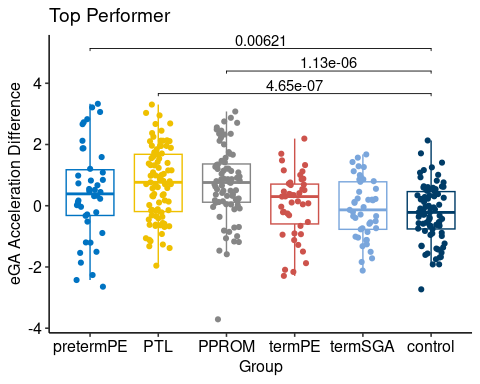 Top Performer
0.00621
1.13e-06
4.65e-07
eGA Acceleration Difference
4
2
0
-2
-4
pretermPE PTL PPROM termPE termSGA control
Group